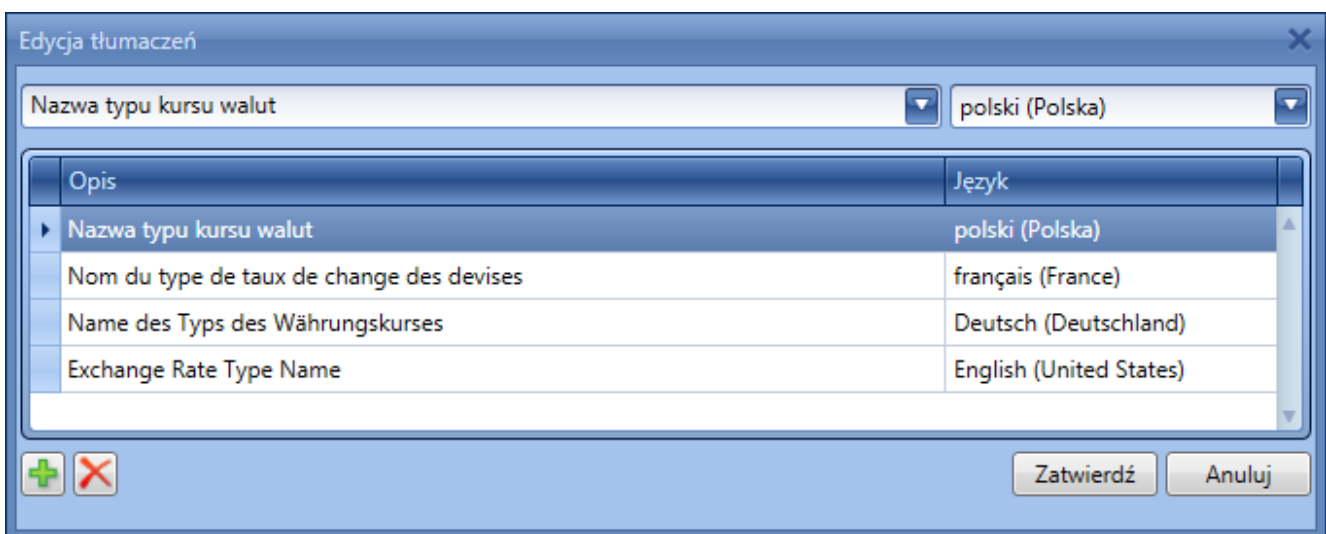 Edycja tłumaczeń
Nazwa typu kursu walut polski (Polska)
Opis Język
Nazwa typu kursu walut polski (Polska)
Nom du type de taux de change des devises français (France)
Name des Typs des Währungskurses Deutsch (Deutschland)
Exchange Rate Type Name English (United States)
Zatwierdź Anuluj